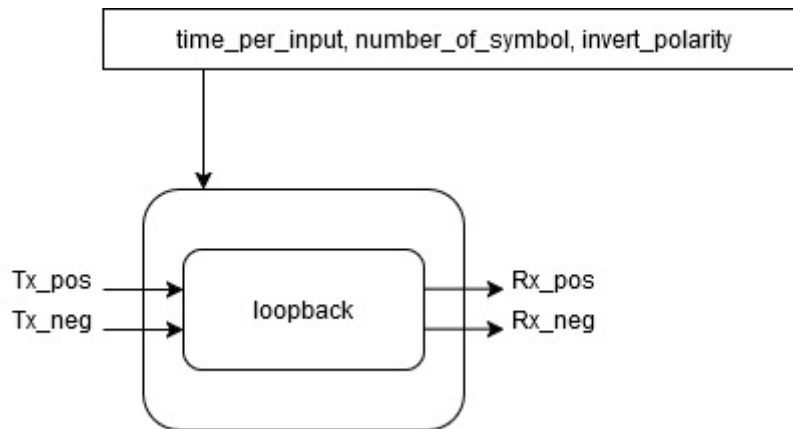 time_per_input, number_of_symbol, invert_polarity
Tx_pos
Rx_pos
Tx_neg
loopback
Rx_neg